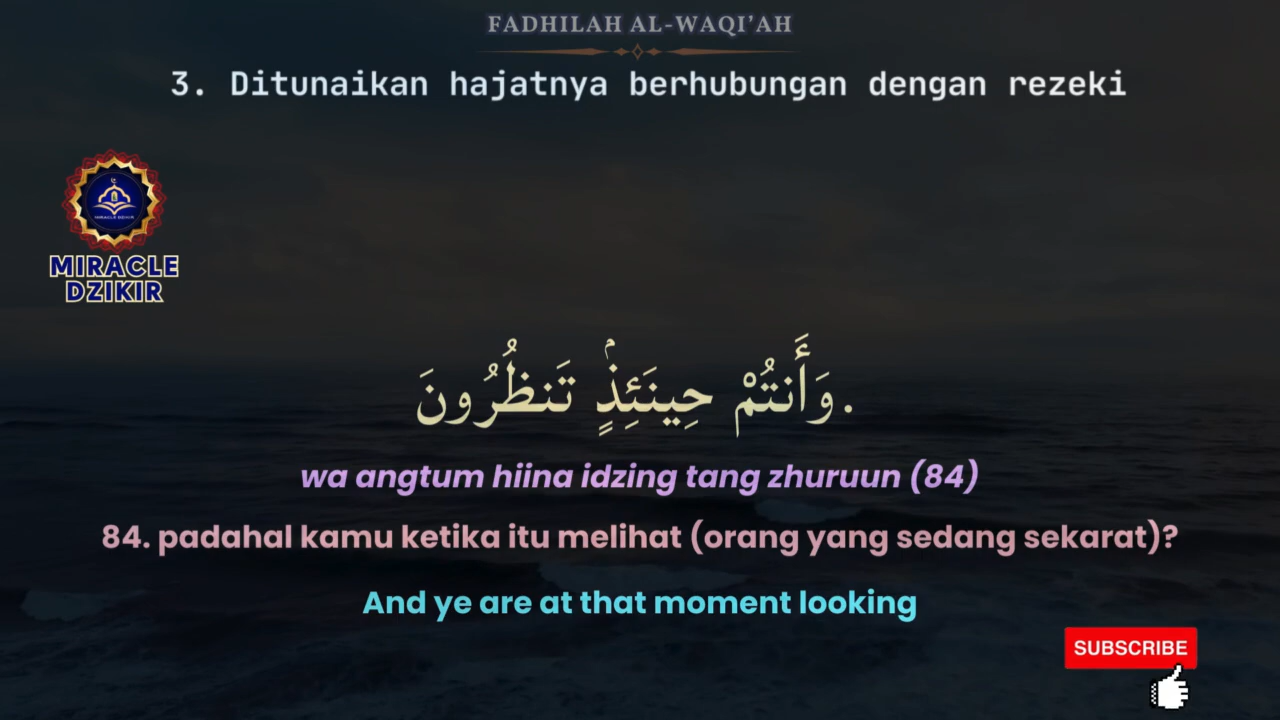 FADHILAH AL-WAQI’AH
3. Ditunaikan hajatnya berhubungan dengan rezeki
MIRACLE
DZIKIR
وَأَنتُمْ حِينَئِذٍۢ تَنظُرُونَ.
wa angtum hiina idzing tang zhuruun (84)
84. padahal kamu ketika itu melihat (orang yang sedang sekarat)?
And ye are at that moment looking
SUBSCRIBE